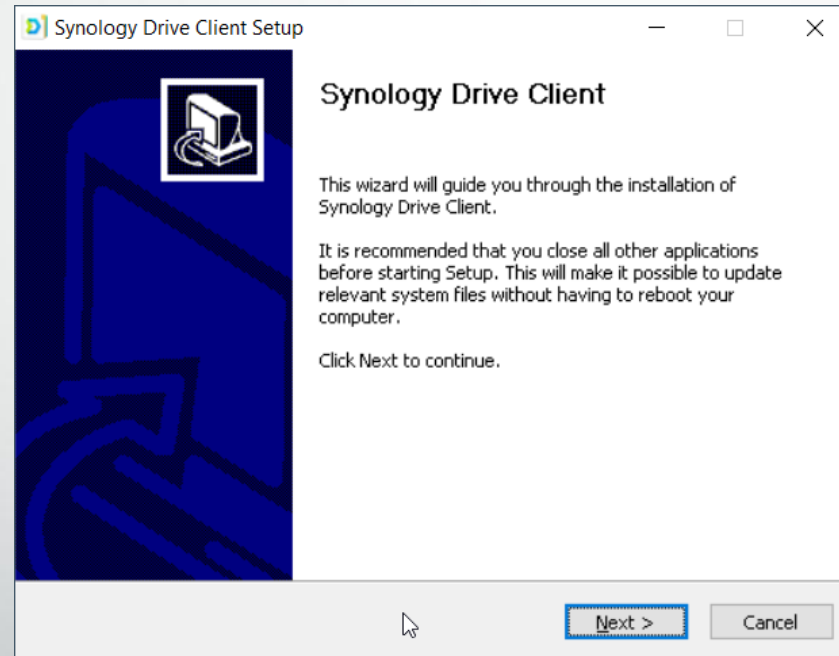 Synology Drive Client Setup
Synology Drive Client
This wizard will guide you through the installation of
Synology Drive Client.
It is recommended that you close all other applications
before starting Setup. This will make it possible to update
relevant system files without having to reboot your
computer.
Click Next to continue.
Next >
Cancel